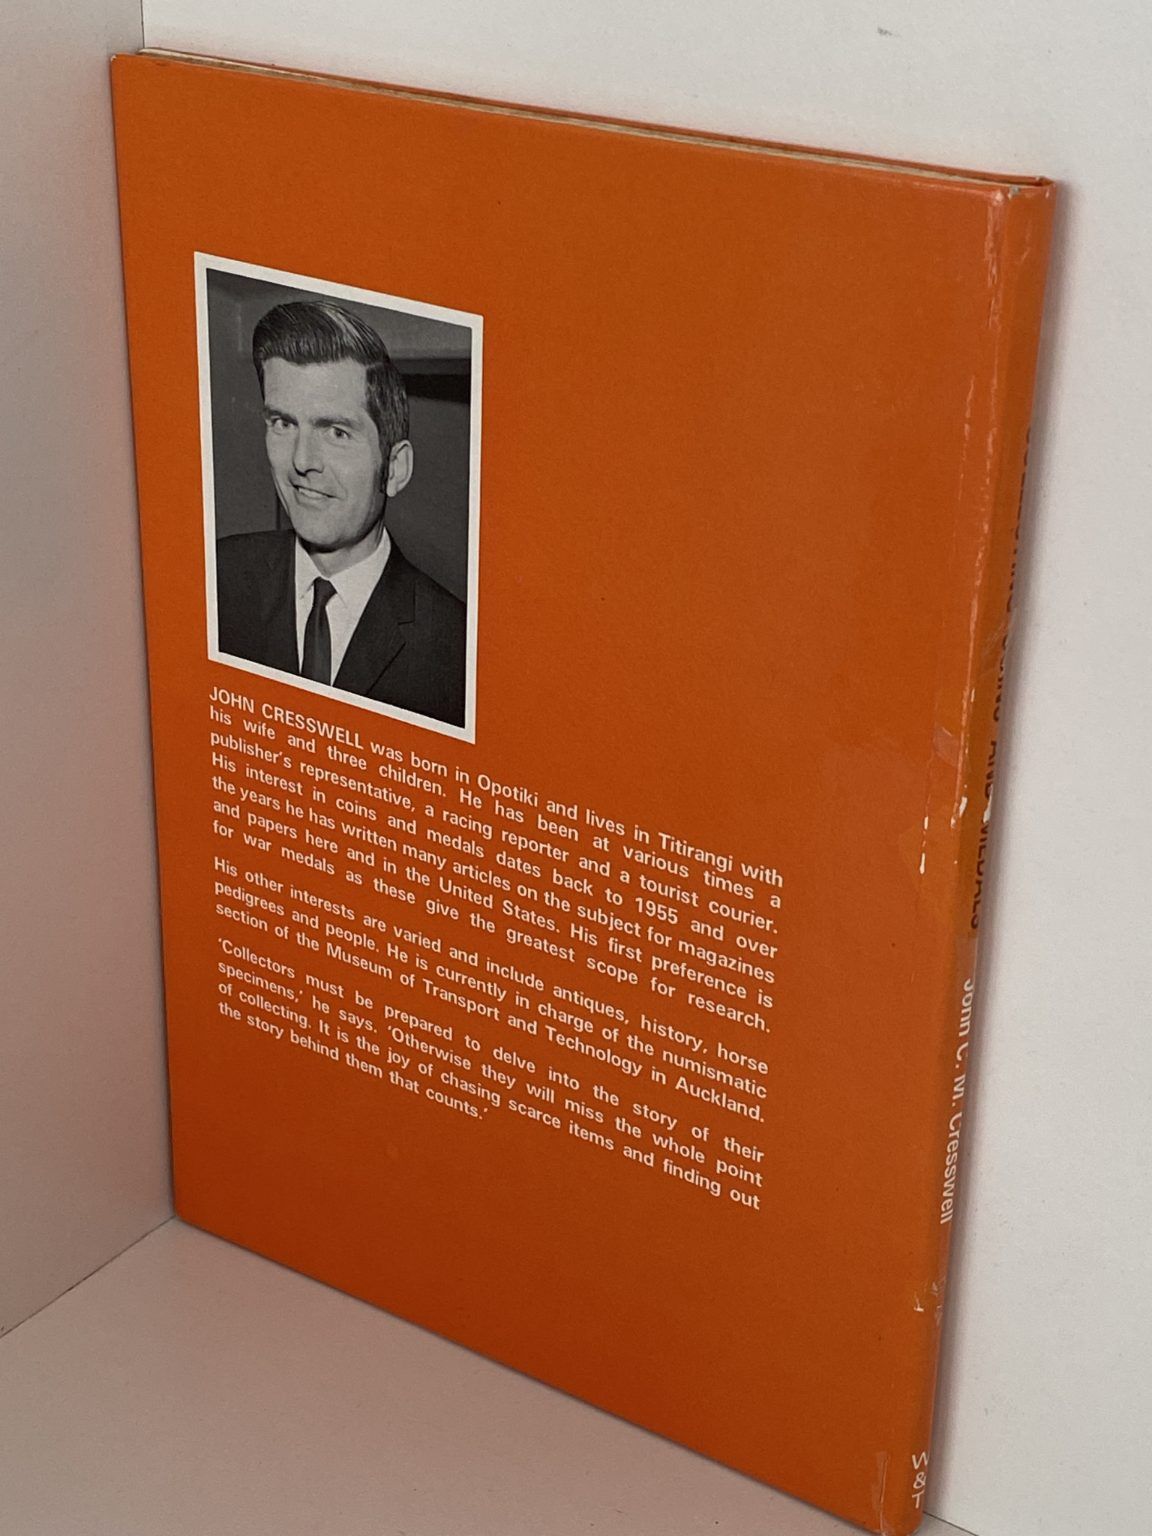 JOHN CRESSWELL was born in Opotiki and lives in Titirangi with
his wife and three children. He has been at various times a
publisher's representative, a racing reporter and a tourist courier.
His interest in coins and medals dates back to 1955 and over
the years he has written many articles on the subject for magazines
and papers here and in the United States. His first preference is
for war medals as these give the greatest scope for research.
His other interests are varied and include antiques, history, horse
pedigrees and people. He is currently in charge of the numismatic
section of the Museum of Transport and Technology in Auckland.
‘Collectors must be prepared to delve into the story of their
specimens,’ he says. ‘Otherwise they will miss the whole point
of collecting. It is the joy of chasing scarce items and finding out
the story behind them that counts.’
COLLECTING COINS AND MEDALS
John C. M. Cresswell
W&T